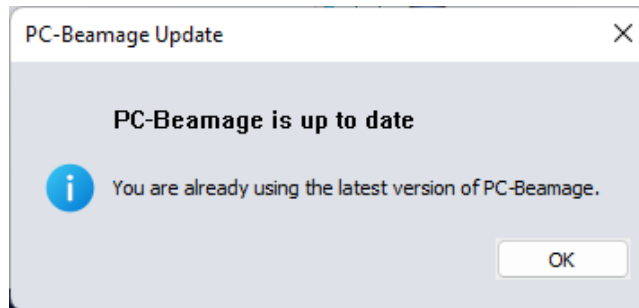 PC-Beamage Update
PC-Beamage is up to date
You are already using the latest version of PC-Beamage.
OK